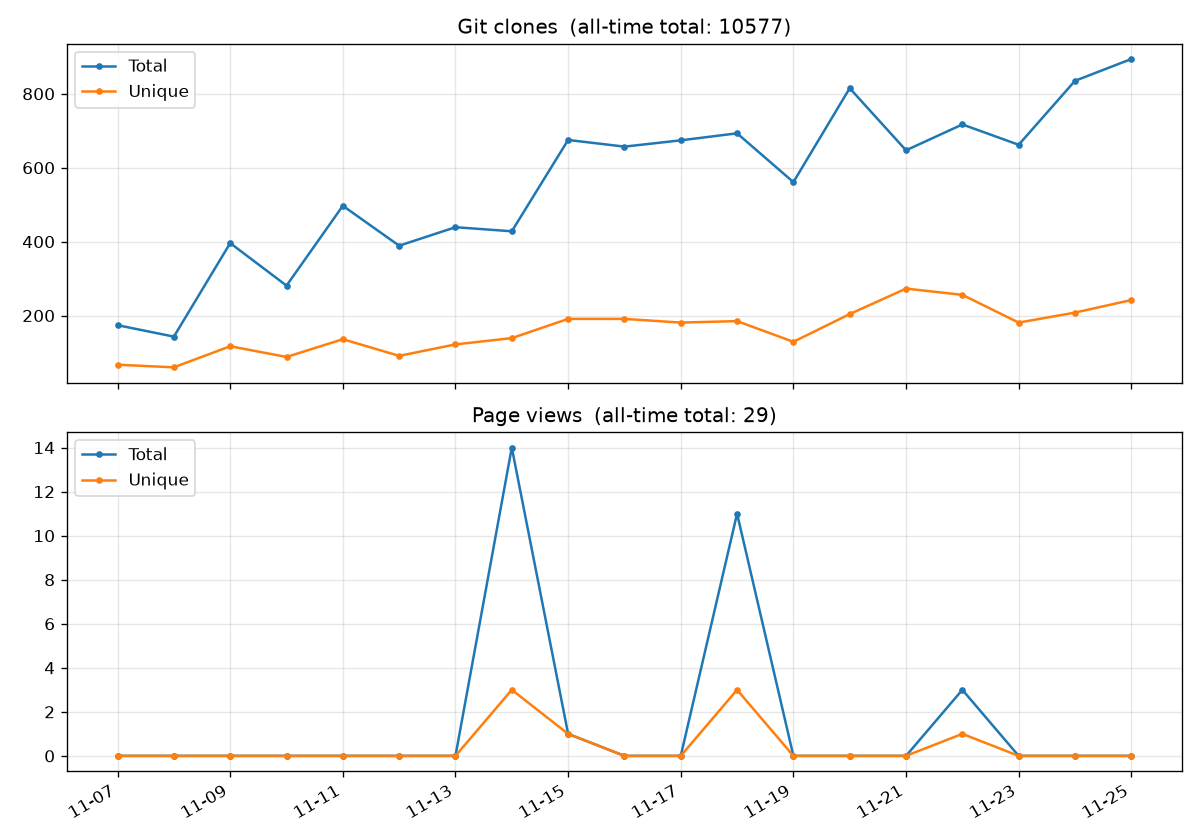 Git clones  (all-time total: 10577)
Total
Unique
800
600
400
200
Page views  (all-time total: 29)
Total
Unique
14
12
10
8
6
4
2
0
11-07 11-09 11-11 11-13 11-15 11-17 11-19 11-21 11-23 11-25